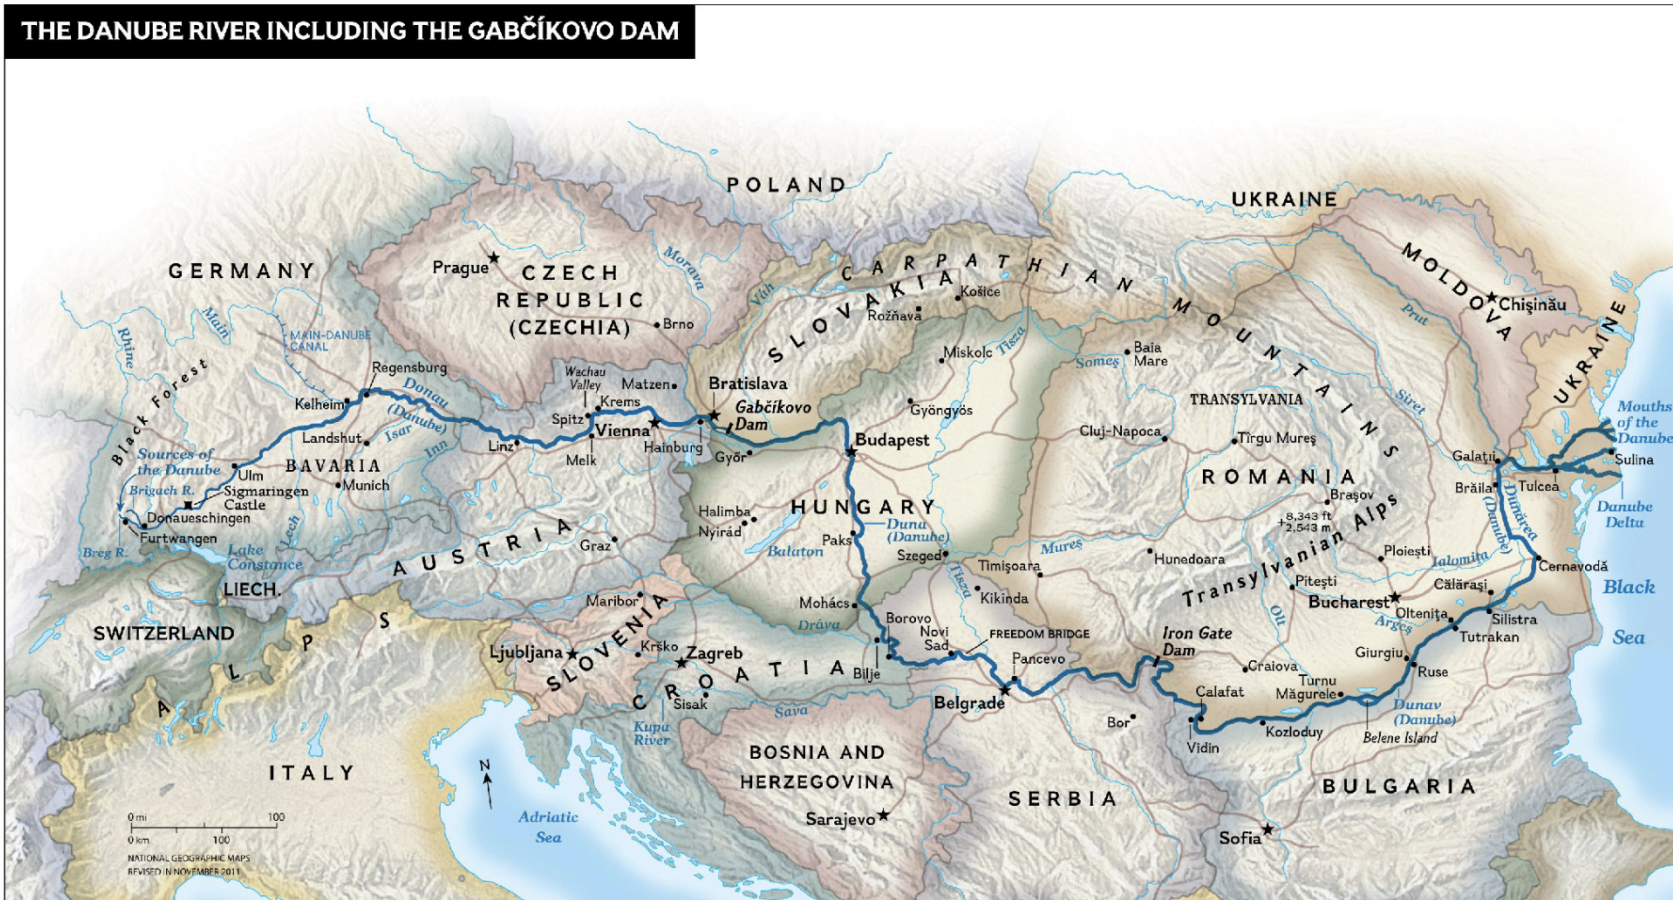 THE DANUBE RIVER INCLUDING THE GABČÍKOVO DAM
POLAND
UKRAINE
GERMANY
Prague
CZECH
REPUBLIC
(CZECHIA)
Morava
Brno
Váh
CARPATHIAN MOUNTAINS
SLOVAKIA
Košice
Rožňava
MOLDOVA
Chişinău
Prut
UKRAINE
Rhine
Main
MAIN-DANUBE
CANAL
Black Forest
Regensburg
Kelheim
Donau
(Danube)
Landshut
Isar
Inn
Sources of
the Danube
BAVARIA
Ulm
Munich
Brigach R.
Sigmaringen
Castle
Donaueschingen
Furtwangen
Breg R.
Lech
Lake
Constance
Wachau
Valley
Matzen
Krems
Spitz
Vienna
Linz
Melk
Hainburg
Bratislava
Gabčíkovo
Dam
Győr
Miskolc
Tisza
Gyöngyös
Budapest
Someş
Baia
Mare
TRANSYLVANIA
Cluj-Napoca
Tîrgu Mureş
Siret
Mouths
of the
Danube
Galaţii
Sulina
Brăila
Tulcea
Danube
Delta
Dunărea
(Danube)
ROMANIA
Braşov
8,343 ft
+2,543 m
Transylvanian Alps
HUNGARY
Halimba
Nyirád
Duna
(Danube)
Paks
Balaton
Szeged
Mureş
Timişoara
Tisza
Kikinda
Hunedoara
Ploieşti
Ialomiţa
Cernavodă
Piteşti
Călăraşi
Bucharest
Olteniţa
Argeş
Silistra
Tutrakan
Olt
Black
Sea
AUSTRIA
Graz
LIECH.
SWITZERLAND
ALPS
Maribor
SLOVENIA
Ljubljana
Krško
Zagreb
CROATIA
Sisak
Kupa
River
Sava
Mohács
Dráva
Borovo
Bilje
Novi
Sad
FREEDOM BRIDGE
Pancevo
Belgrade
Iron Gate
Dam
Craiova
Calafat
Turnu
Măgurele
Giurgiu
Ruse
Dunav
(Danube)
Bor
Vidin
Kozloduy
Belene Island
BOSNIA AND
HERZEGOVINA
Sarajevo
SERBIA
BULGARIA
Sofia
ITALY
N
Adriatic
Sea
0 mi 100
0 km 100
NATIONAL GEOGRAPHIC MAPS
REVISED IN NOVEMBER 2011